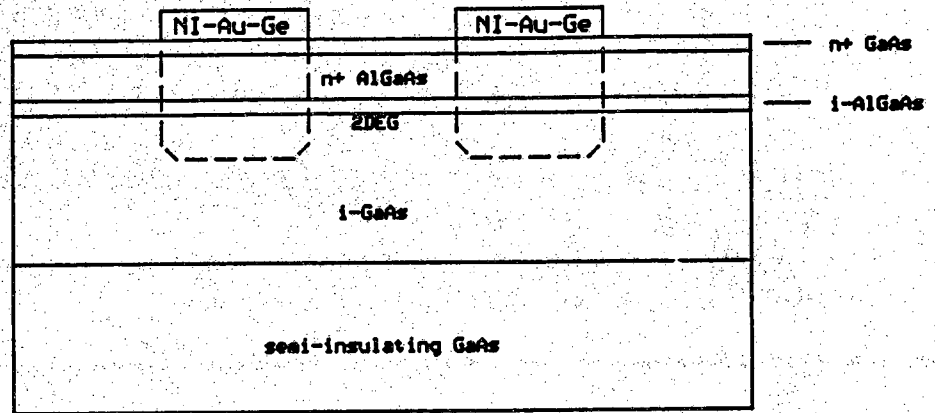 NI-Au-Ge NI-Au-Ge
n+ GaAs
n+ AlGaAs
i-AlGaAs
2DEG
i-GaAs
semi-insulating GaAs